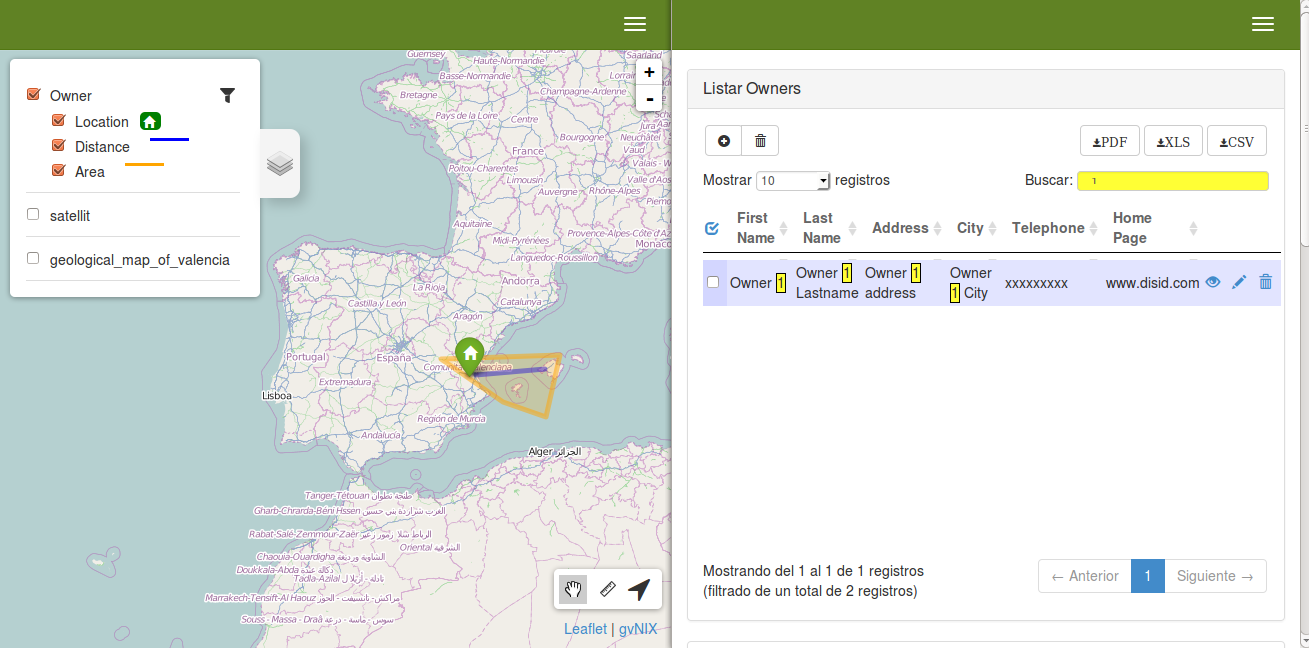 Owner
Location
Distance
Area
satellit
geological_map_of_valencia
+
-
Guernsey
Haute-Normandie
Basse-Normandie
Lorraine
Champagne-Ardenne
Bretagne
Pays de la Loire
Centre
Bourgogne
France
Poitou-Charentes
Limousin
Auvergne
Rhône-Alpes
Aquitaine
Midi-Pyrénées
Provence-Alpes-Côte d'Az
Monaco
Languedoc-Roussillon
Galicia
La Rioja
Andorra
Castilla y León
Catalunya
Aragón
Portugal
España
Comunitat Valenciana
Extremadura
Lisboa
Región de Murcia
Andalucía
Alger الجزائر
Tanger-Tétouan طنجة تطوان
Gharb-Chrarda-Béni Hssen الغرب شراردة بني حسين
Rabat-Salé-Zemmour-Zaër الرباط سلا زمور زعير
Oriental الشرقية
Chaouia-Ouardigha الشاوية ورديغة
Doukkala-Abda دكالة عبدة
Tadla-Azilal تادلة - أزيلال
Marrakech-Tensift-Al Haouz مراكش- تانسيفت - الحوز
Souss - Massa - Draâ سوس - ماسة - درعة
Leaflet | gvNIX
Listar Owners
PDF XLS CSV
Mostrar 10 registros Buscar: 1
First Name Last Name Address City Telephone Home Page
Owner 1 Owner 1 Lastname Owner 1 address Owner 1 City xxxxxxxxx www.disid.com
Mostrando del 1 al 1 de 1 registros
(filtrado de un total de 2 registros)
← Anterior 1 Siguiente →